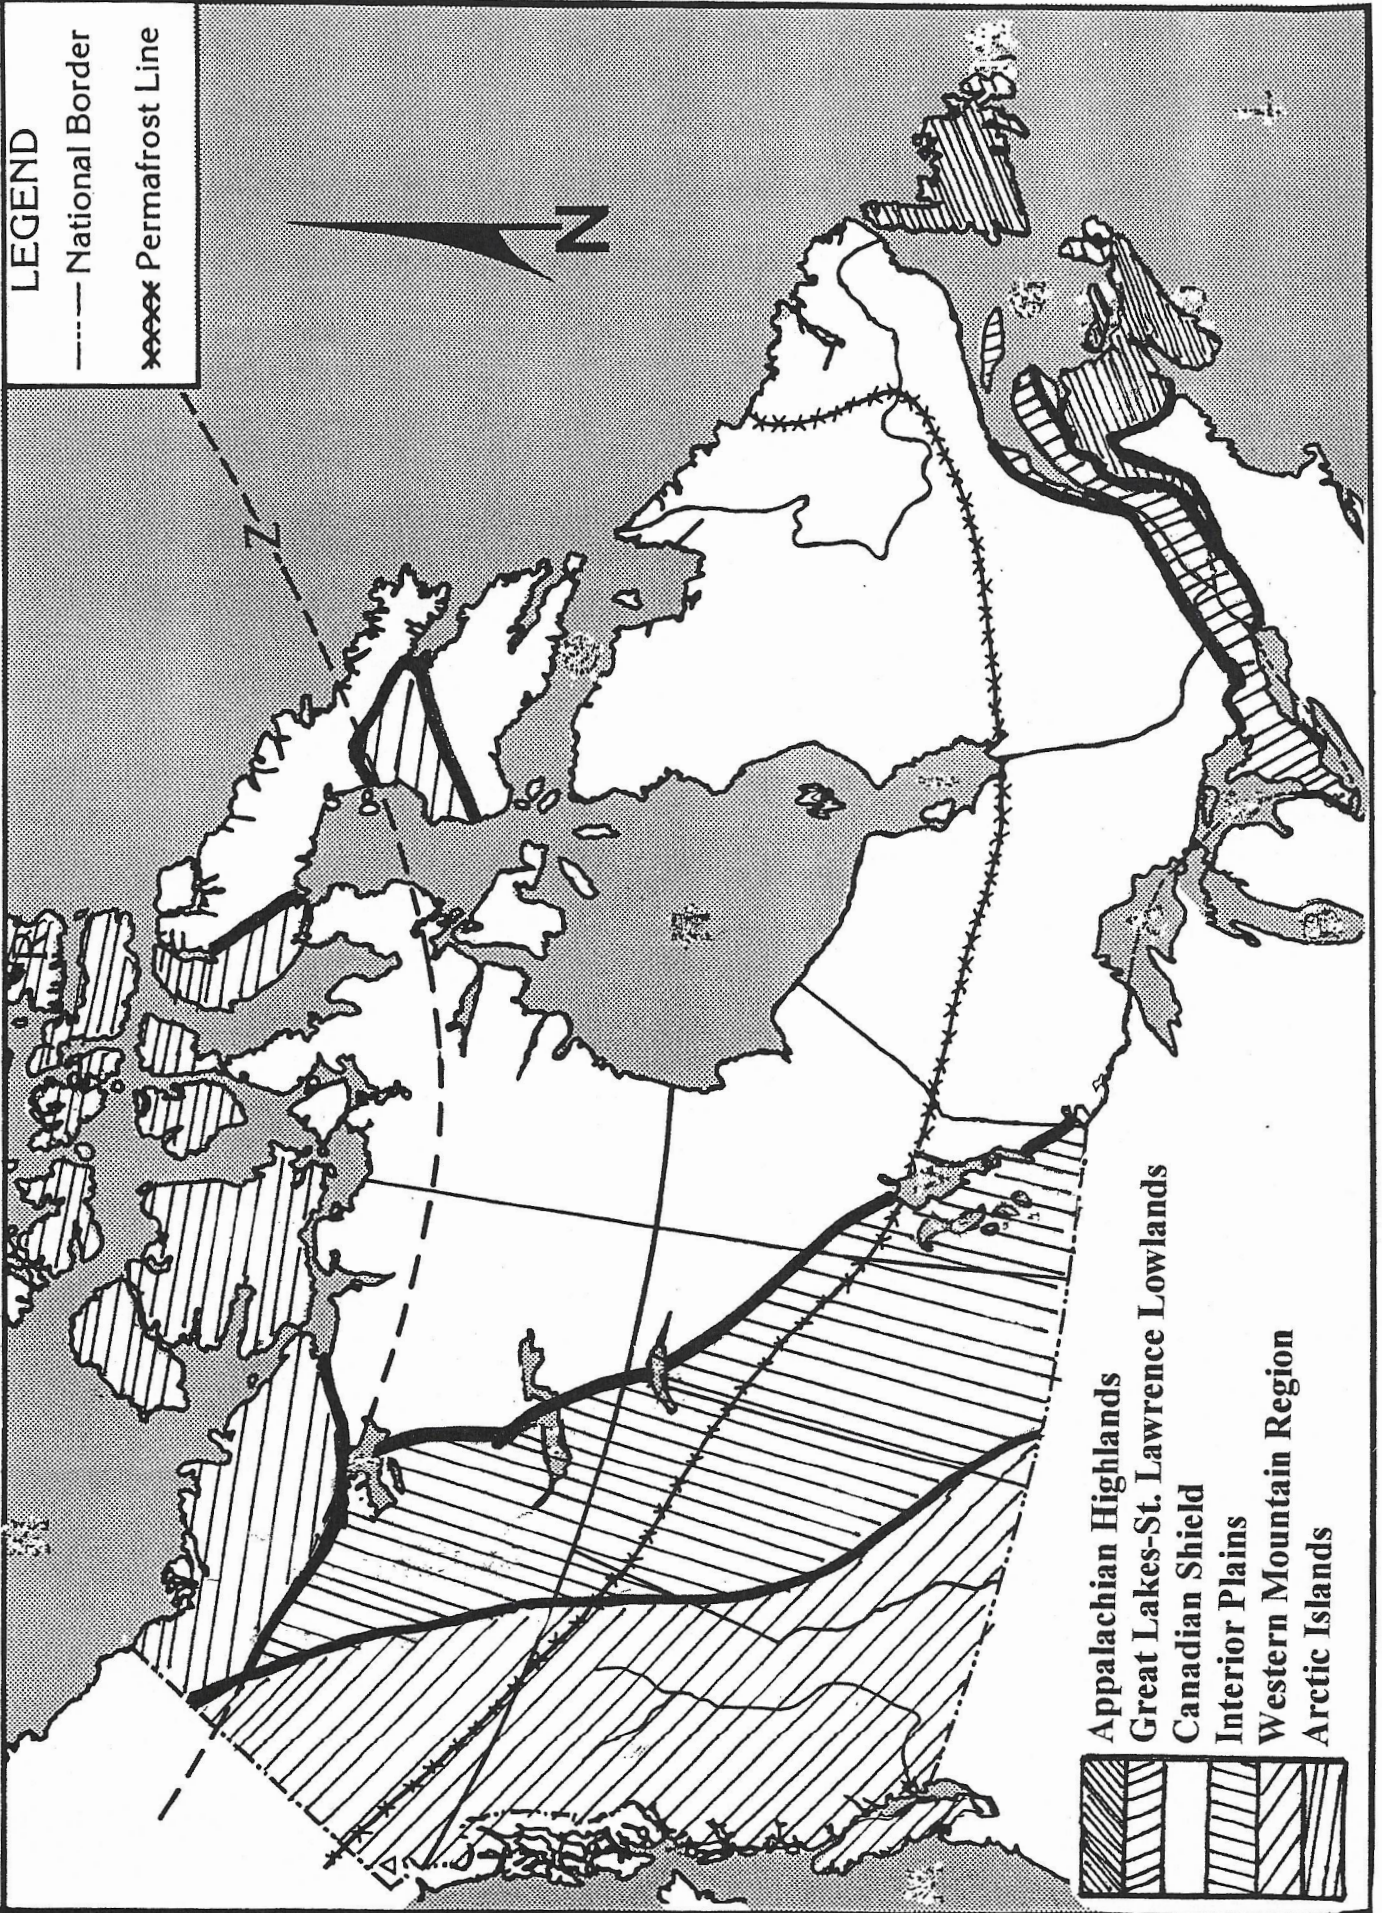 LEGEND
National Border
xxxx Permafrost Line
N
Z
R
Appalachian Highlands
Great Lakes-St. Lawrence Lowlands
Canadian Shield
Interior Plains
Western Mountain Region
Arctic Islands